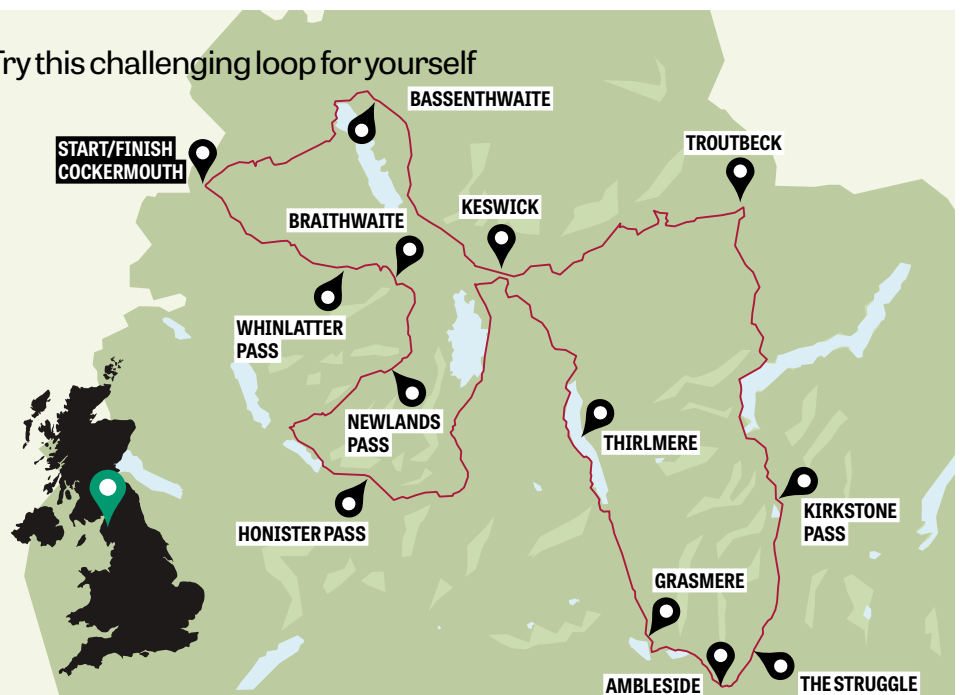 Try this challenging loop for yourself
BASSENTHWAITE
START/FINISH
COCKERMOUTH
TROUTBECK
BRAITHWAITE
KESWICK
WHINLATTER
PASS
NEWLANDS
PASS
THIRLMERE
HONISTER PASS
KIRKSTONE
PASS
GRASMERE
AMBLESIDE
THE STRUGGLE